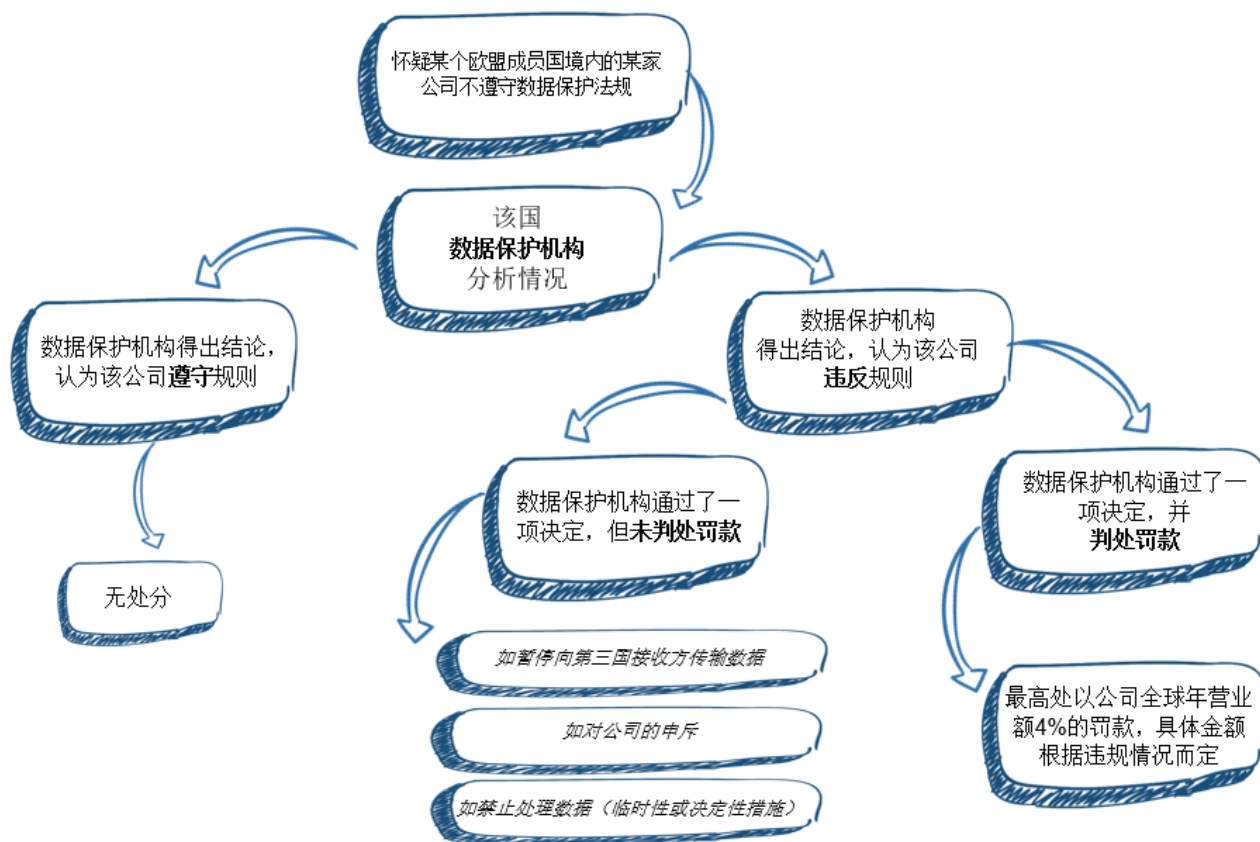 怀疑某个欧盟成员国境内的某家
公司不遵守数据保护法规
该国
数据保护机构
分析情况
数据保护机构得出结论，
认为该公司遵守规则
数据保护机构
得出结论，认为该公司
违反规则
数据保护机构通过了一
项决定，但未判处罚款
数据保护机构通过了一
项决定，并
判处罚款
无处分
如暂停向第三国接收方传输数据
如对公司的申斥
如禁止处理数据（临时性或决定性措施）
最高处以公司全球年营业
额4%的罚款，具体金额
根据违规情况而定